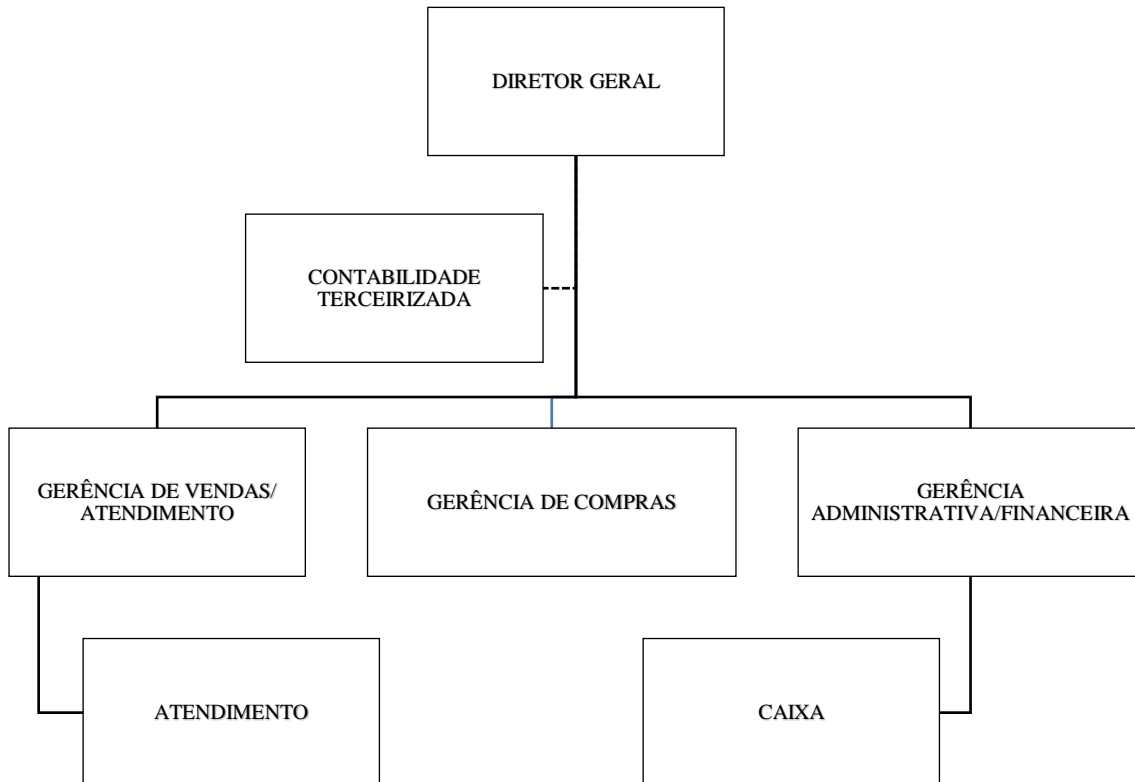 DIRETOR GERAL
CONTABILIDADE
TERCEIRIZADA
GERÊNCIA DE VENDAS/
ATENDIMENTO
GERÊNCIA DE COMPRAS
GERÊNCIA
ADMINISTRATIVA/FINANCEIRA
ATENDIMENTO
CAIXA